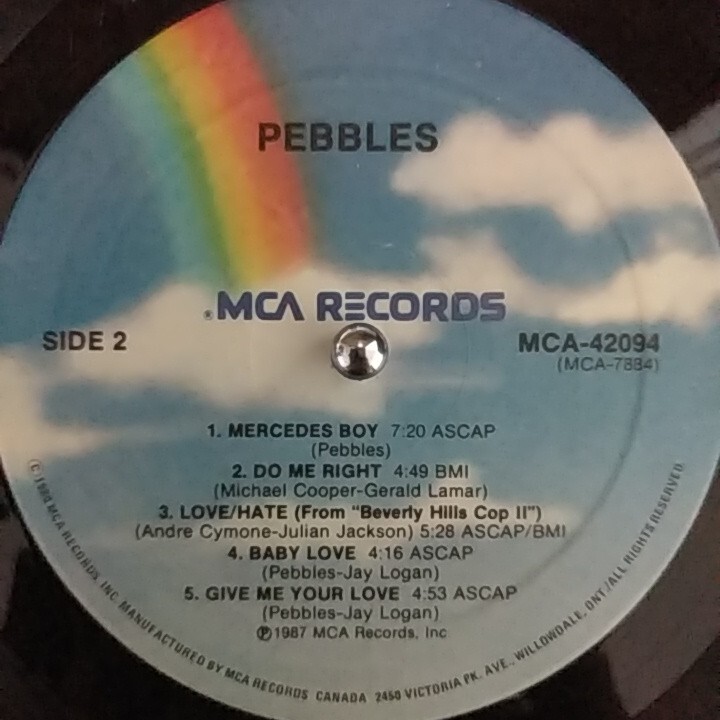 PEBBLES
®MCA RECORDS
SIDE 2
MCA-42094
(MCA-7884)
1. MERCEDES BOY 7:20 ASCAP
(Pebbles)
2. DO ME RIGHT 4:49 BMI
(Michael Cooper-Gerald Lamar)
3. LOVE/HATE (From "Beverly Hills Cop II")
(Andre Cymone-Julian Jackson) 5:28 ASCAP/BMI
4. BABY LOVE 4:16 ASCAP
(Pebbles-Jay Logan)
5. GIVE ME YOUR LOVE 4:53 ASCAP
(Pebbles-Jay Logan)
℗1987 MCA Records, Inc
©1988 MCA RECORDS, INC. MANUFACTURED BY MCA RECORDS CANADA 2450 VICTORIA PK. AVE., WILLOWDALE, ONT./ALL RIGHTS RESERVED